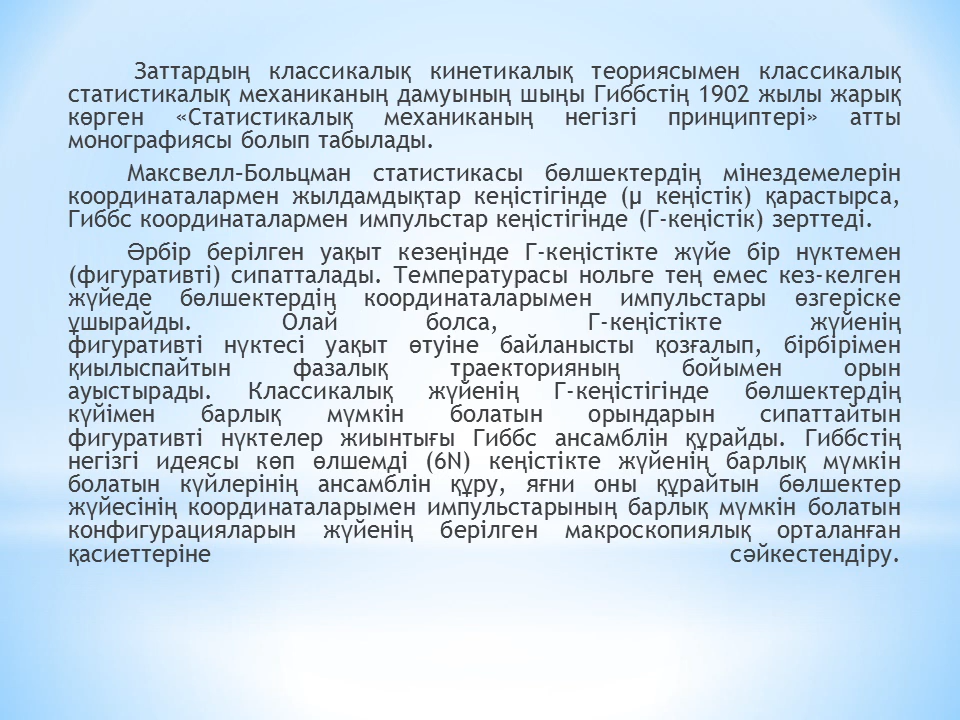 Заттардың классикалық кинетикалық теориясымен классикалық
статистикалық механиканың дамуының шыңы Гиббстің 1902 жылы жарық
көрген «Статистикалық механиканың негізгі принциптері» атты
монографиясы болып табылады.
Максвелл-Больцман статистикасы бөлшектердің мінездемелерін
координаталармен жылдамдықтар кеңістігінде (μ кеңістік) қарастырса,
Гиббс координаталармен импульстар кеңістігінде (Г-кеңістік) зерттеді.
Әрбір берілген уақыт кезеңінде Г-кеңістікте жүйе бір нүктемен
(фигуративті) сипатталады. Температурасы нольге тең емес кез-келген
жүйеде бөлшектердің координаталарымен импульстары өзгеріске
ұшырайды. Олай болса, Г-кеңістікте жүйенің
фигуративті нүктесі уақыт өтуіне байланысты қозғалып, бірбірімен
қиылыспайтын фазалық траекторияның бойымен орын
ауыстырады. Классикалық жүйенің Г-кеңістігінде бөлшектердің
күйімен барлық мүмкін болатын орындарын сипаттайтын
фигуративті нүктелер жиынтығы Гиббс ансамблін құрайды. Гиббстің
негізгі идеясы көп өлшемді (6N) кеңістікте жүйенің барлық мүмкін
болатын күйлерінің ансамблін құру, яғни оны құрайтын бөлшектер
жүйесінің координаталарымен импульстарының барлық мүмкін болатын
конфигурацияларын жүйенің берілген макроскопиялық орталанған
қасиеттеріне сәйкестендіру.